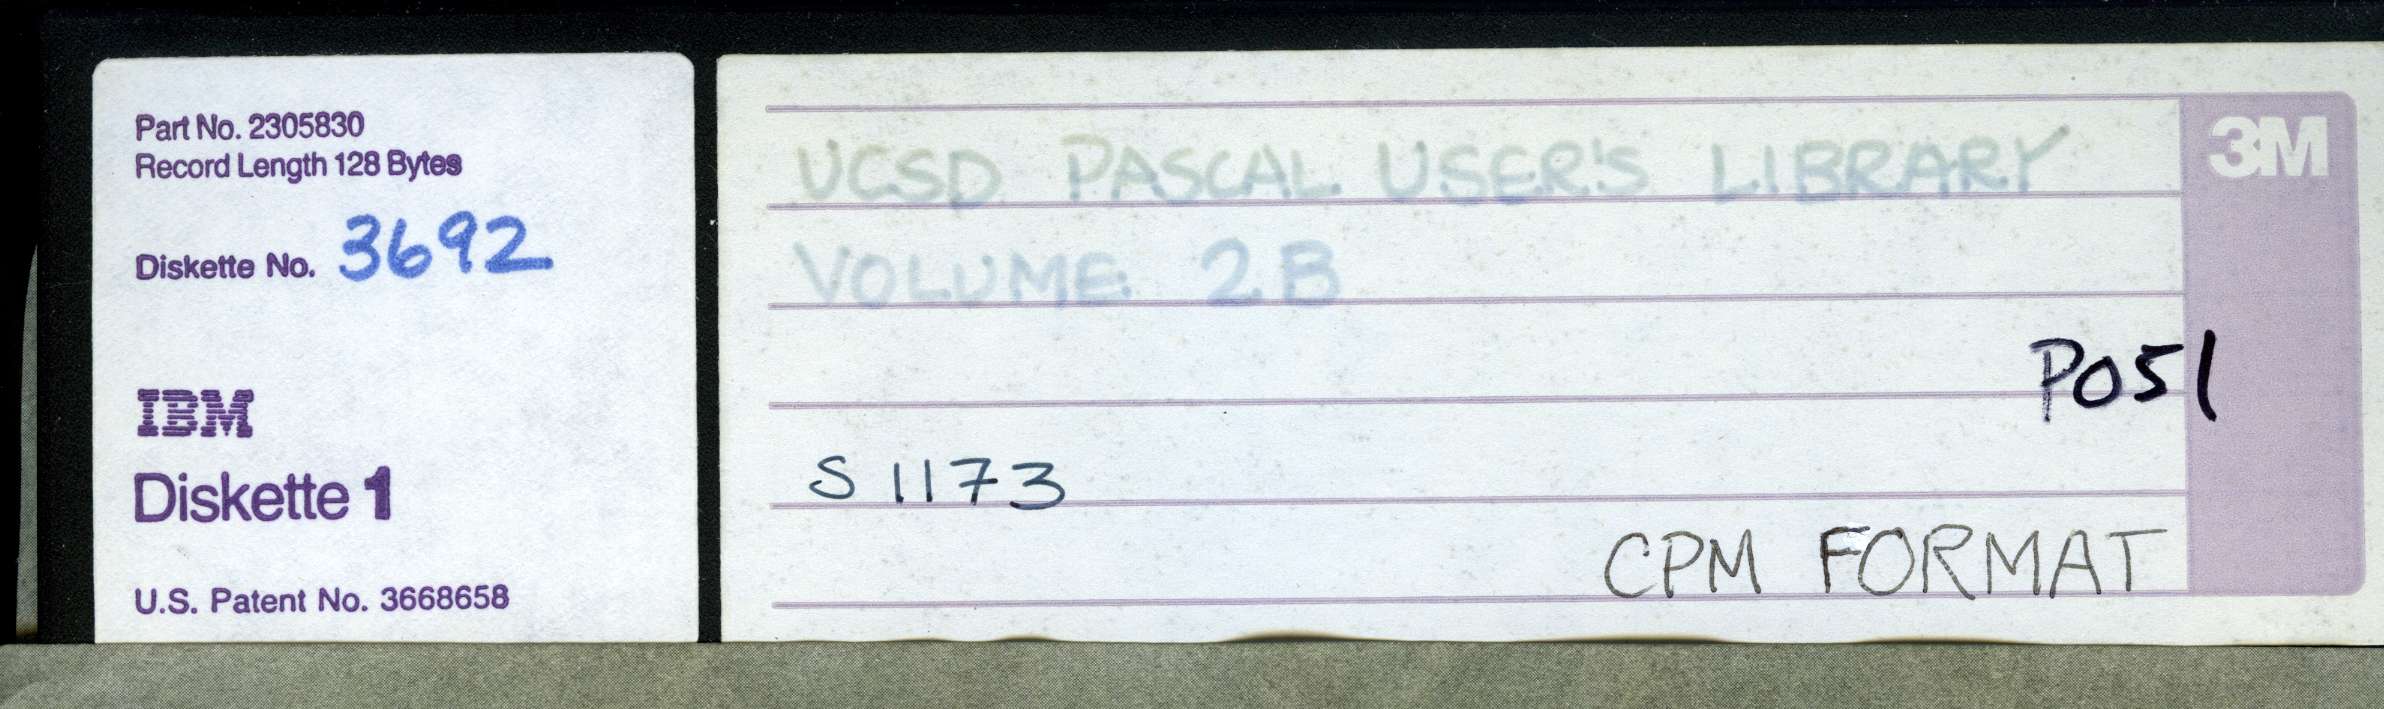 Part No. 2305830
Record Length 128 Bytes
Diskette No. 3692
IBM
Diskette 1
U.S. Patent No. 3668658
UCSD PASCAL USER'S LIBRARY
3M
VOLUME 2B
P051
S 1173
CPM FORMAT